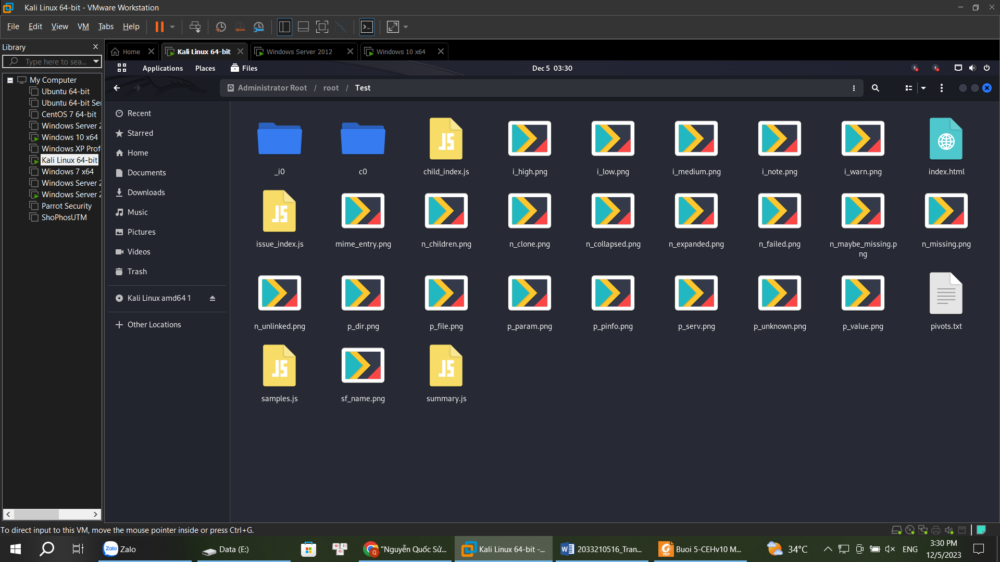 Kali Linux 64-bit - VMware Workstation
File Edit View VM Tabs Help
Library
Type here to sea...
Home
Kali Linux 64-bit
Windows Server 2012
Windows 10 x64
My Computer
Ubuntu 64-bit
Ubuntu 64-bit Ser
CentOS 7 64-bit
Windows Server 2
Windows 10 x64
Windows XP Prof
Kali Linux 64-bit
Windows 7 x64
Windows Server 2
Windows Server 2
Parrot Security
ShoPhosUTM
Applications Places Files
Dec 5 03:30
Administrator Root / root / Test
Recent
Starred
Home
Documents
Downloads
Music
Pictures
Videos
Trash
Kali Linux amd64 1
Other Locations
_i0 c0 child_index.js i_high.png i_low.png i_medium.png i_note.png i_warn.png index.html
issue_index.js mime_entry.png n_children.png n_clone.png n_collapsed.png n_expanded.png n_failed.png n_maybe_missing.p
ng n_missing.png
n_unlinked.png p_dir.png p_file.png p_param.png p_pinfo.png p_serv.png p_unknown.png p_value.png pivots.txt
samples.js sf_name.png summary.js
JS
JS
JS
JS
To direct input to this VM, move the mouse pointer inside or press Ctrl+G.
Zalo
Zalo
Data (E:)
"Nguyễn Quốc Sử...
Kali Linux 64-bit -...
2033210516_Tran...
PDF
Buoi 5-CEHv10 M...
34°C
ENG
3:30 PM
12/5/2023